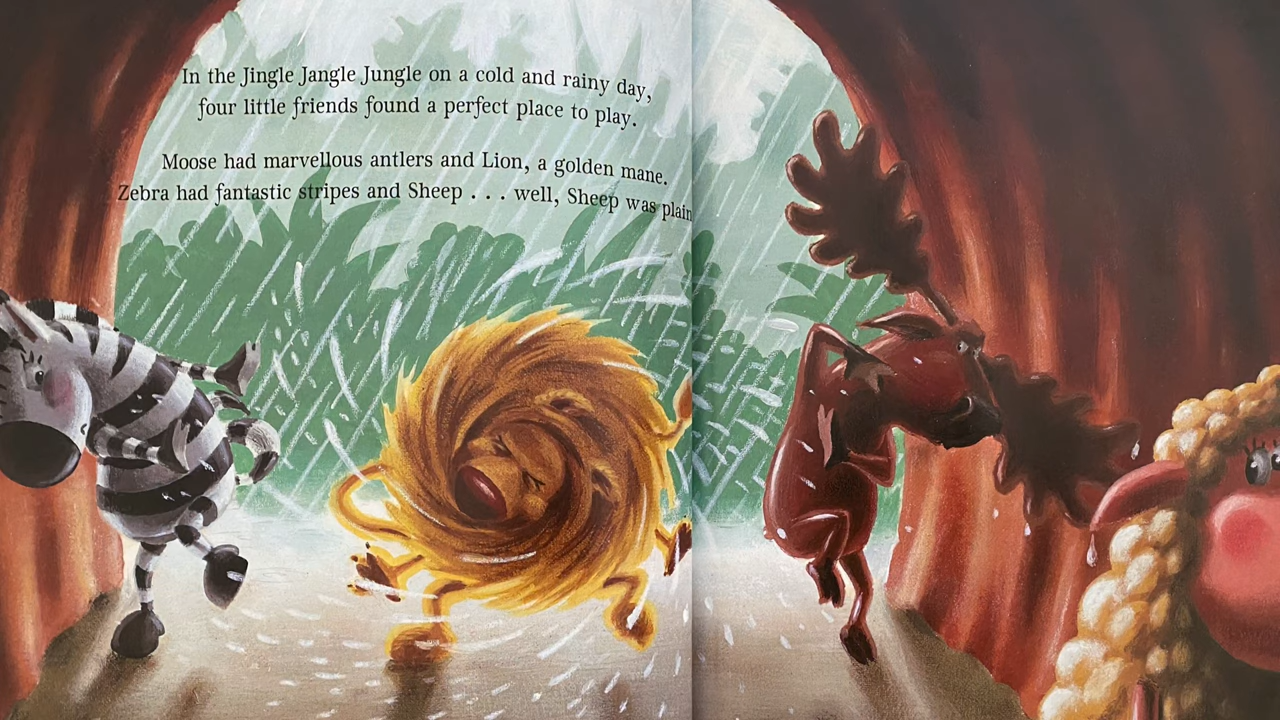 In the Jingle Jangle Jungle on a cold and rainy day,
four little friends found a perfect place to play.
Moose had marvellous antlers and Lion, a golden mane.
Zebra had fantastic stripes and Sheep . . . well, Sheep was plain